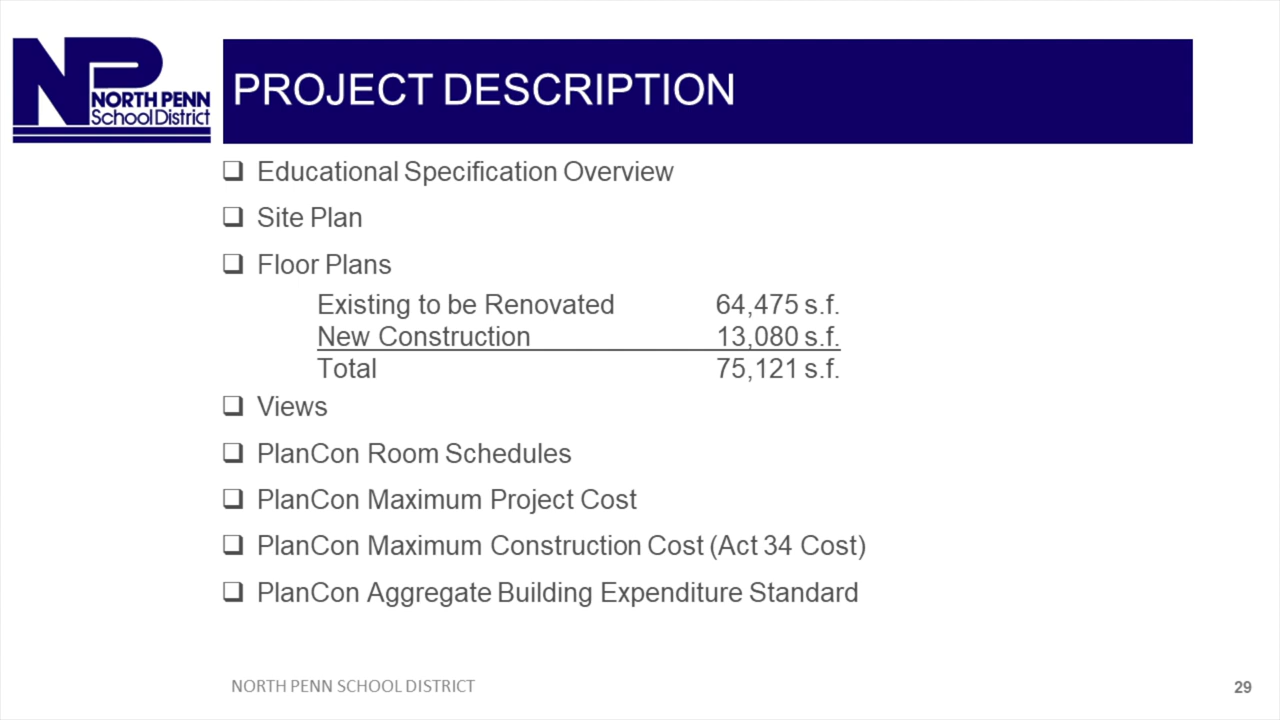 NORTH PENN
School District
PROJECT DESCRIPTION
❑ Educational Specification Overview
❑ Site Plan
❑ Floor Plans
Existing to be Renovated 64,475 s.f.
New Construction 13,080 s.f.
Total 75,121 s.f.
❑ Views
❑ PlanCon Room Schedules
❑ PlanCon Maximum Project Cost
❑ PlanCon Maximum Construction Cost (Act 34 Cost)
❑ PlanCon Aggregate Building Expenditure Standard
NORTH PENN SCHOOL DISTRICT 29